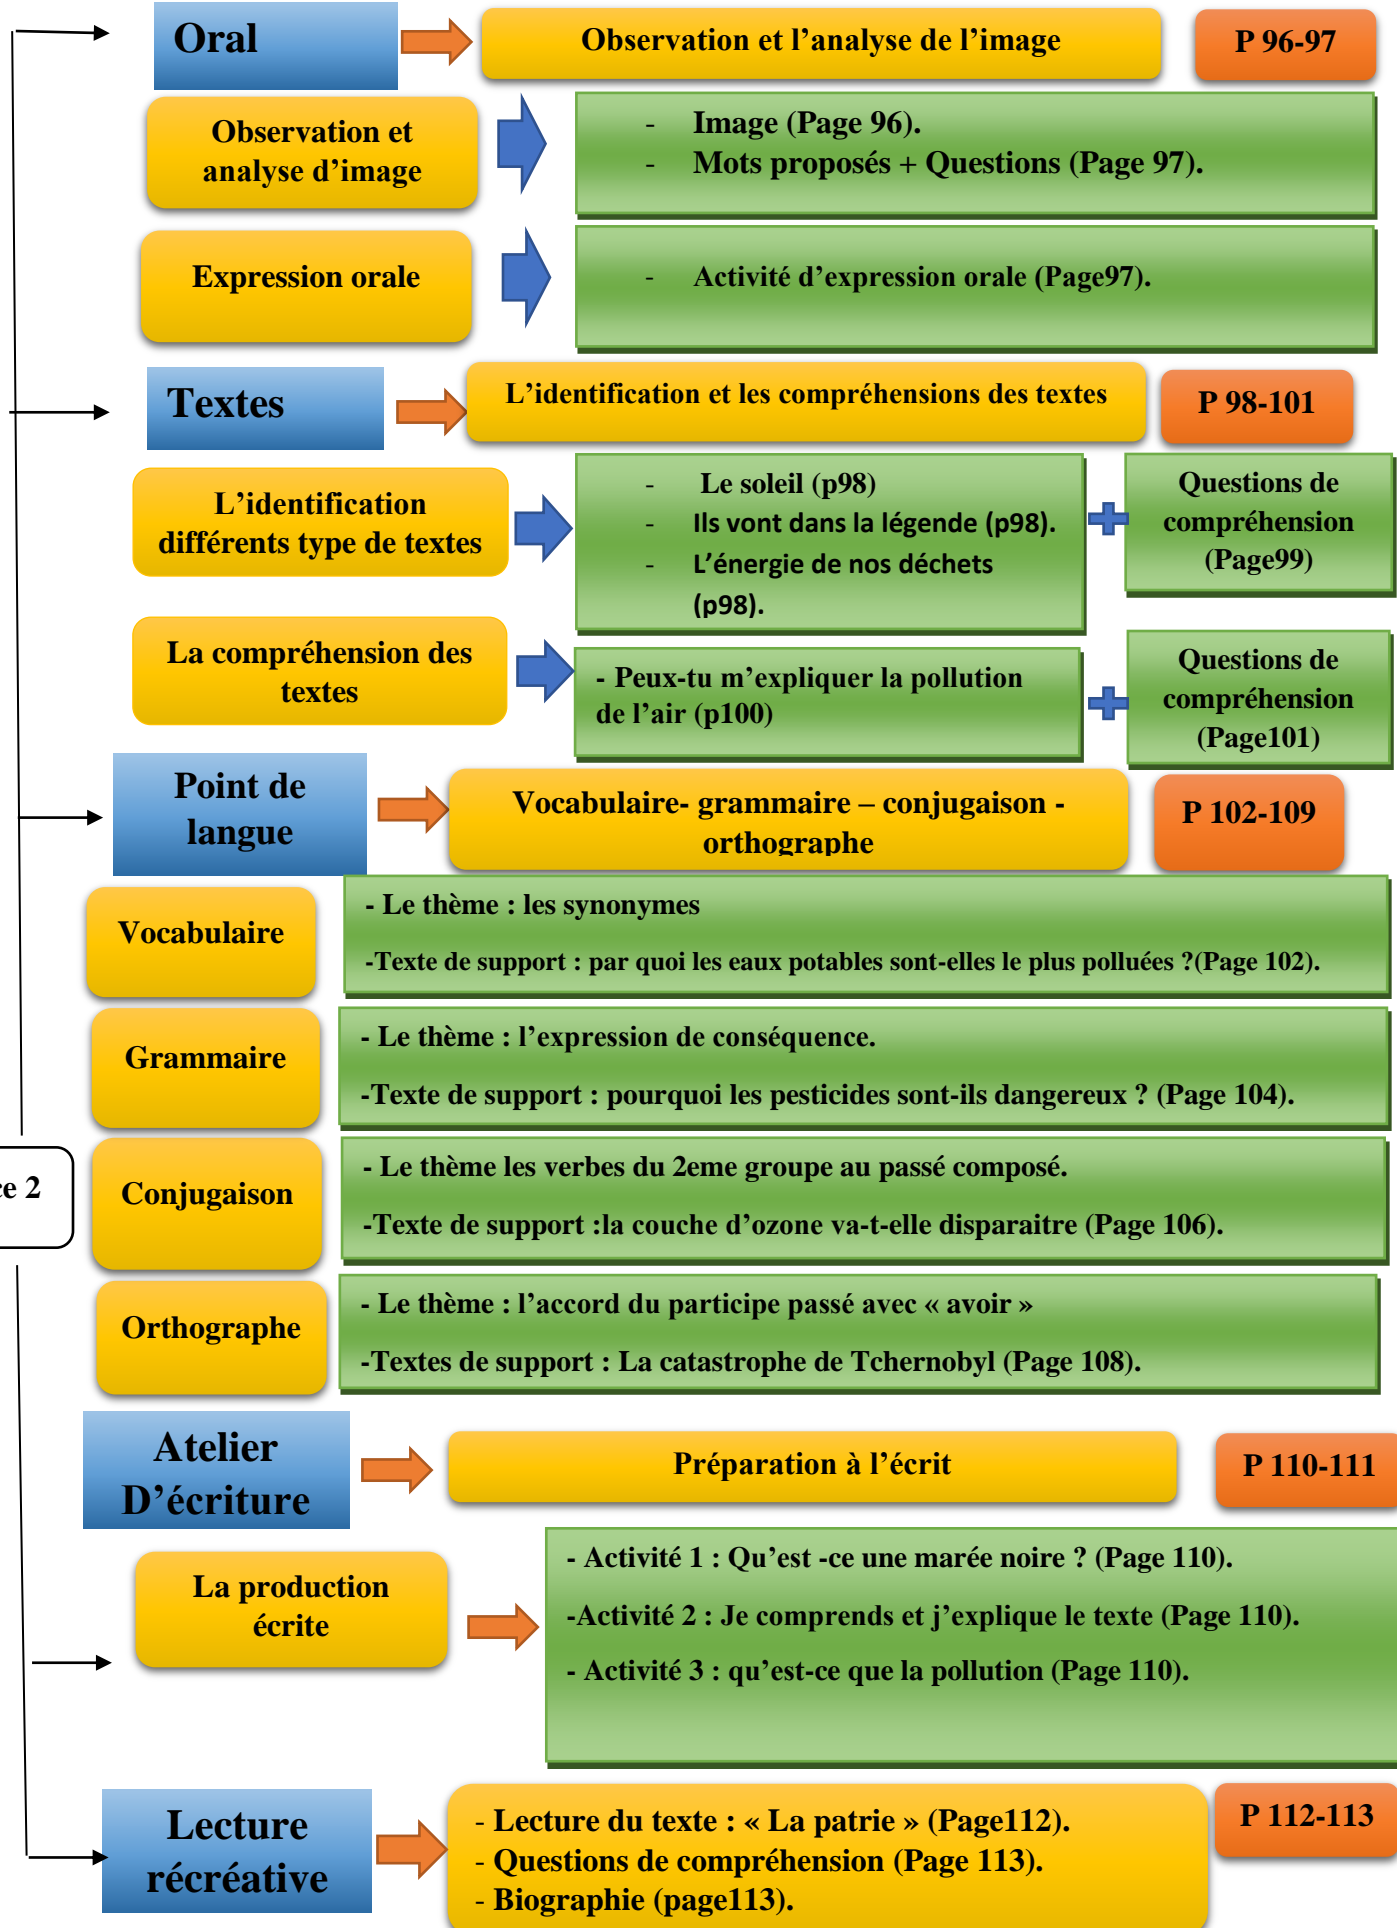 Oral
Observation et l’analyse de l’image
P 96-97
Observation et
analyse d’image
- Image (Page 96).
- Mots proposés + Questions (Page 97).
Expression orale
- Activité d’expression orale (Page97).
Textes
L’identification et les compréhensions des textes
P 98-101
L’identification
différents type de textes
- Le soleil (p98)
- Ils vont dans la légende (p98).
- L’énergie de nos déchets
(p98).
Questions de
compréhension
(Page99)
La compréhension des
textes
- Peux-tu m’expliquer la pollution
de l’air (p100)
Questions de
compréhension
(Page101)
Point de
langue
Vocabulaire- grammaire – conjugaison -
orthographe
P 102-109
Vocabulaire
- Le thème : les synonymes
-Texte de support : par quoi les eaux potables sont-elles le plus polluées ?(Page 102).
Grammaire
- Le thème : l’expression de conséquence.
-Texte de support : pourquoi les pesticides sont-ils dangereux ? (Page 104).
ce 2
Conjugaison
- Le thème les verbes du 2eme groupe au passé composé.
-Texte de support :la couche d’ozone va-t-elle disparaitre (Page 106).
Orthographe
- Le thème : l’accord du participe passé avec « avoir »
-Textes de support : La catastrophe de Tchernobyl (Page 108).
Atelier
D’écriture
Préparation à l’écrit
P 110-111
La production
écrite
- Activité 1 : Qu’est -ce une marée noire ? (Page 110).
-Activité 2 : Je comprends et j’explique le texte (Page 110).
- Activité 3 : qu’est-ce que la pollution (Page 110).
Lecture
récréative
- Lecture du texte : « La patrie » (Page112).
- Questions de compréhension (Page 113).
- Biographie (page113).
P 112-113